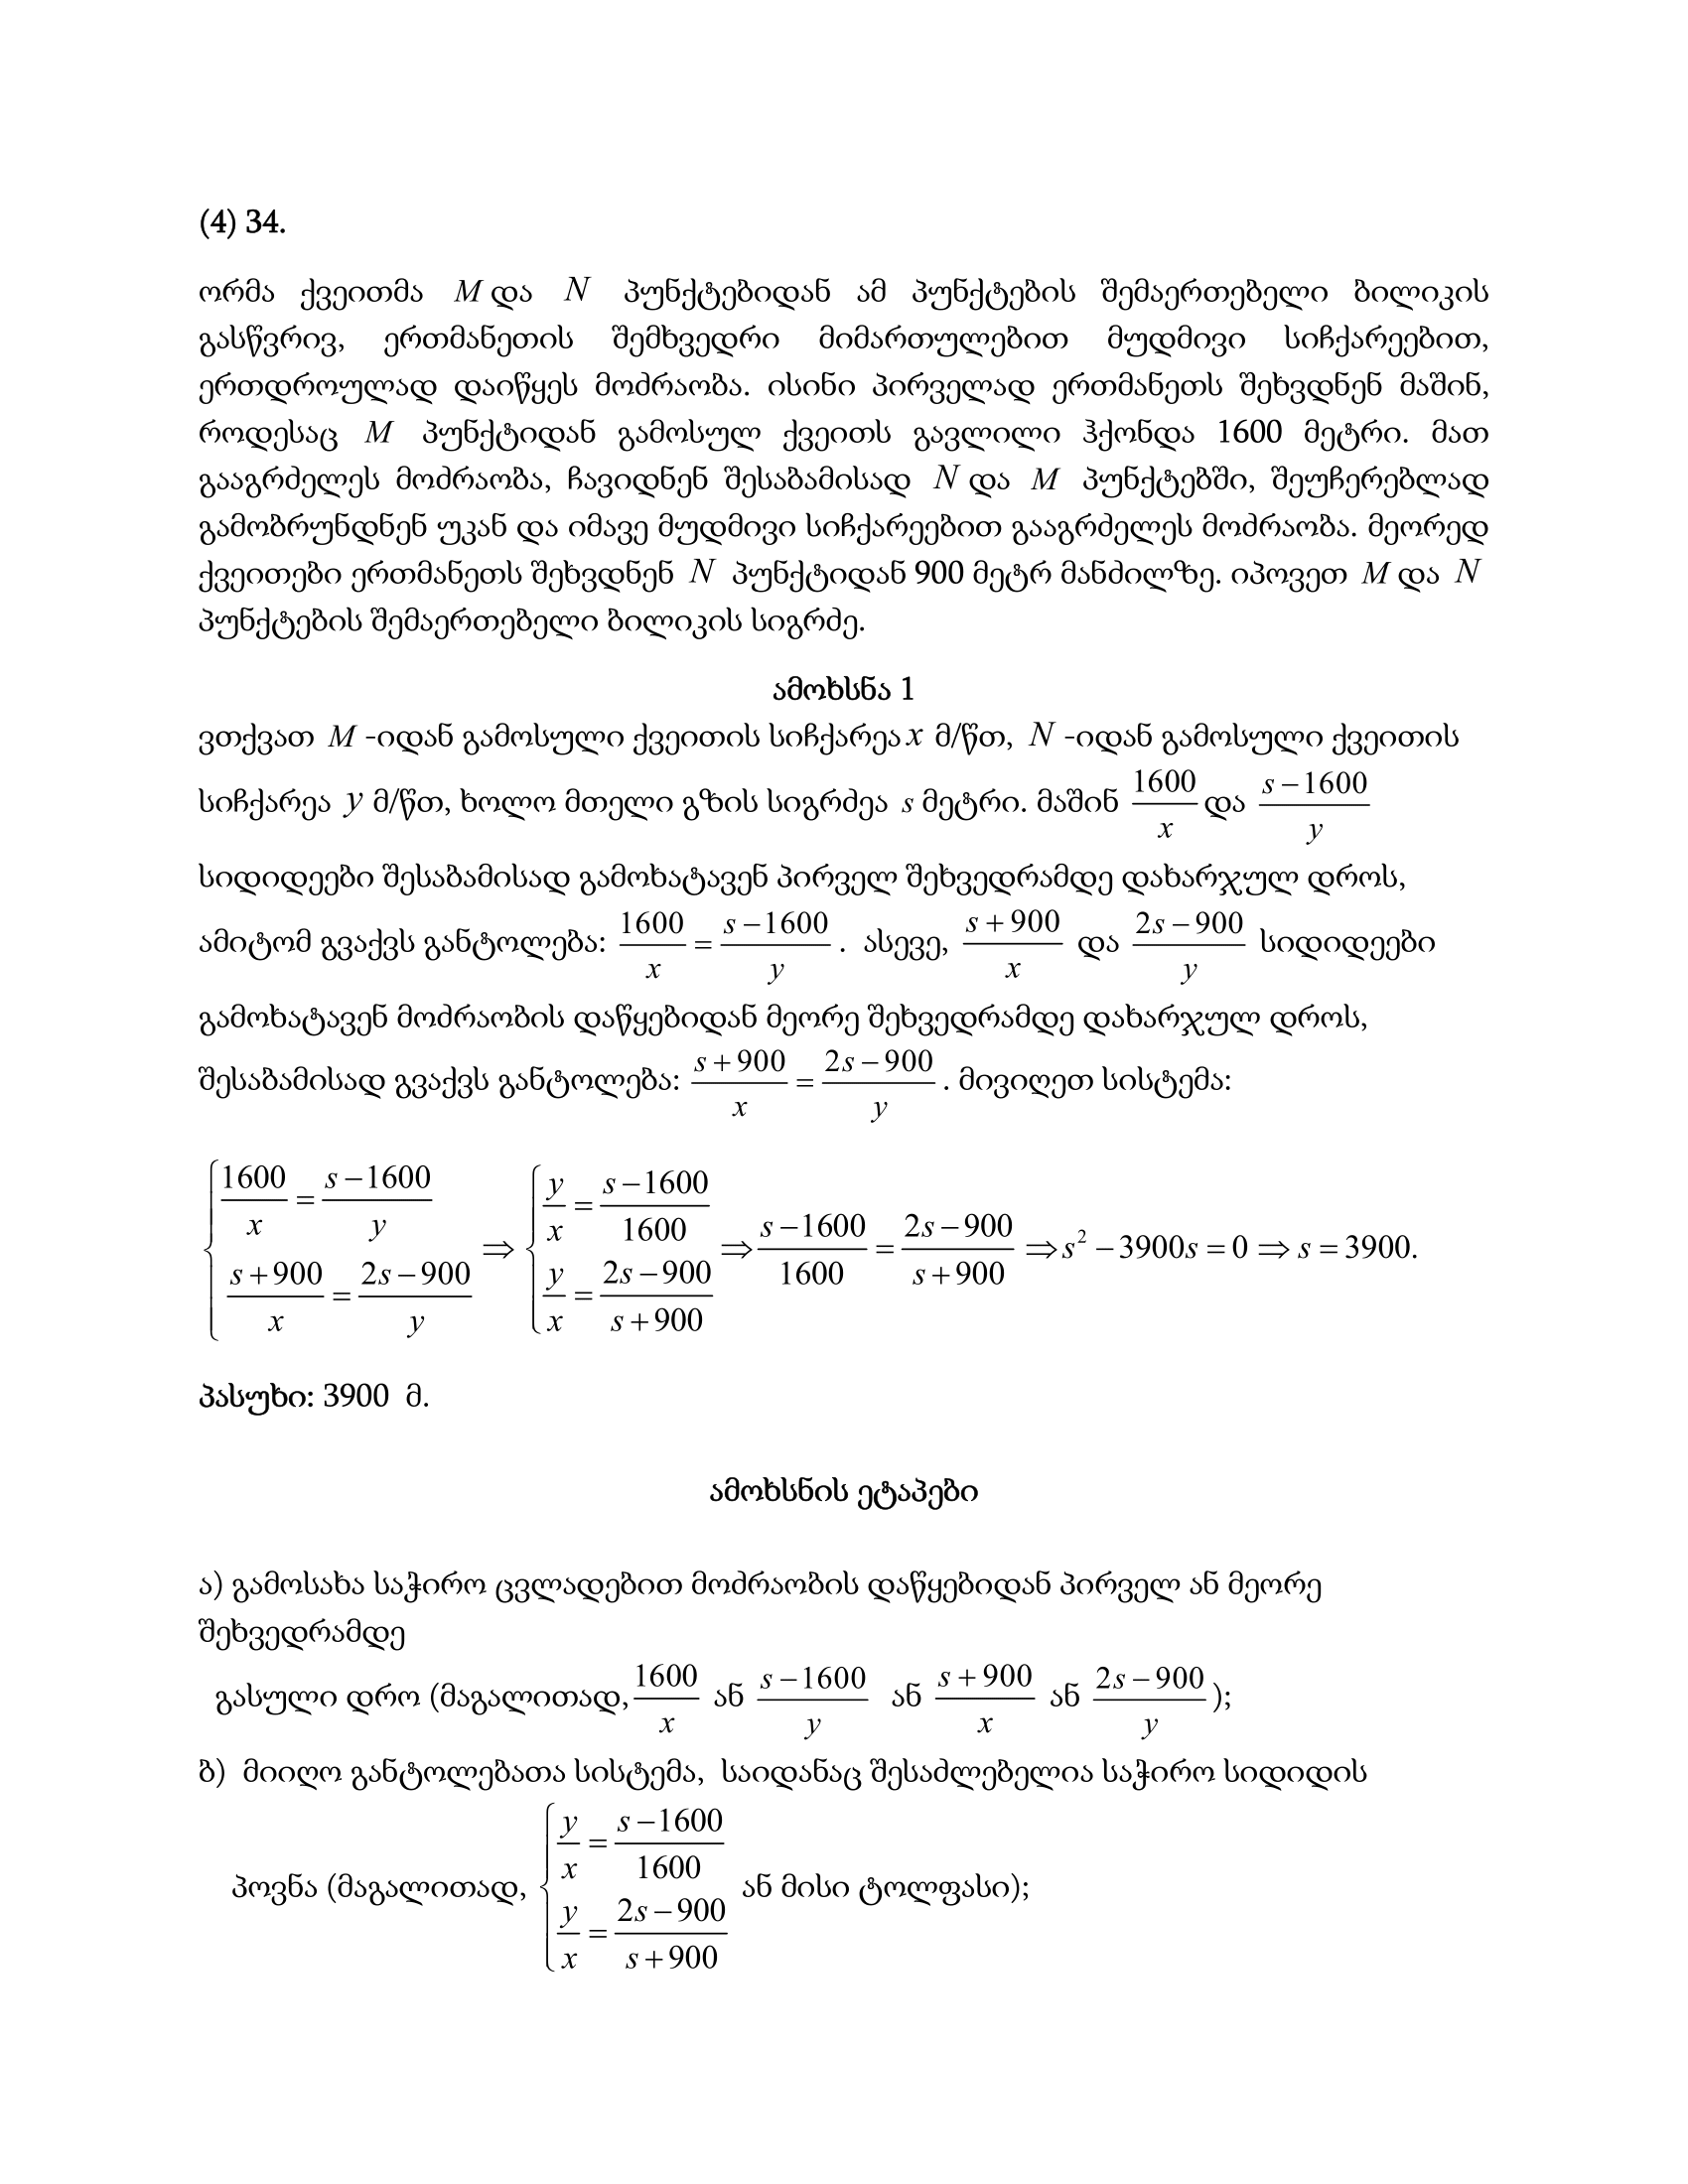 (4) 34.
ორმა ქვეითმა M და N პუნქტებიდან ამ პუნქტების შემაერთებელი ბილიკის
გასწვრივ, ერთმანეთის შემხვედრი მიმართულებით მუდმივი სიჩქარეებით,
ერთდროულად დაიწყეს მოძრაობა. ისინი პირველად ერთმანეთს შეხვდნენ მაშინ,
როდესაც M პუნქტიდან გამოსულ ქვეითს გავლილი ჰქონდა 1600 მეტრი. მათ
გააგრძელეს მოძრაობა, ჩავიდნენ შესაბამისად N და M პუნქტებში, შეუჩერებლად
გამობრუნდნენ უკან და იმავე მუდმივი სიჩქარეებით გააგრძელეს მოძრაობა. მეორედ
ქვეითები ერთმანეთს შეხვდნენ N პუნქტიდან 900 მეტრ მანძილზე. იპოვეთ M და N
პუნქტების შემაერთებელი ბილიკის სიგრძე.
ამოხსნა 1
ვთქვათ M -იდან გამოსული ქვეითის სიჩქარეა x მ/წთ, N -იდან გამოსული ქვეითის
სიჩქარეა y მ/წთ, ხოლო მთელი გზის სიგრძეა s მეტრი. მაშინ \frac{1600}{x} და \frac{s-1600}{y}
სიდიდეები შესაბამისად გამოხატავენ პირველ შეხვედრამდე დახარჯულ დროს,
ამიტომ გვაქვს განტოლება: \frac{1600}{x} = \frac{s-1600}{y} . ასევე, \frac{s+900}{x} და \frac{2s-900}{y} სიდიდეები
გამოხატავენ მოძრაობის დაწყებიდან მეორე შეხვედრამდე დახარჯულ დროს,
შესაბამისად გვაქვს განტოლება: \frac{s+900}{x} = \frac{2s-900}{y} . მივიღეთ სისტემა:
\begin{cases} \frac{1600}{x} = \frac{s-1600}{y} \\ \frac{s+900}{x} = \frac{2s-900}{y} \end{cases} ⇒ \begin{cases} \frac{y}{x} = \frac{s-1600}{1600} \\ \frac{y}{x} = \frac{2s-900}{s+900} \end{cases} ⇒ \frac{s-1600}{1600} = \frac{2s-900}{s+900} ⇒ s² − 3900s = 0 ⇒ s = 3900.
პასუხი: 3900 მ.
ამოხსნის ეტაპები
ა) გამოსახა საჭირო ცვლადებით მოძრაობის დაწყებიდან პირველ ან მეორე
შეხვედრამდე
გასული დრო (მაგალითად, \frac{1600}{x} ან \frac{s-1600}{y} ან \frac{s+900}{x} ან \frac{2s-900}{y} );
ბ) მიიღო განტოლებათა სისტემა, საიდანაც შესაძლებელია საჭირო სიდიდის
პოვნა (მაგალითად, \begin{cases} \frac{y}{x} = \frac{s-1600}{1600} \\ \frac{y}{x} = \frac{2s-900}{s+900} \end{cases} ან მისი ტოლფასი);